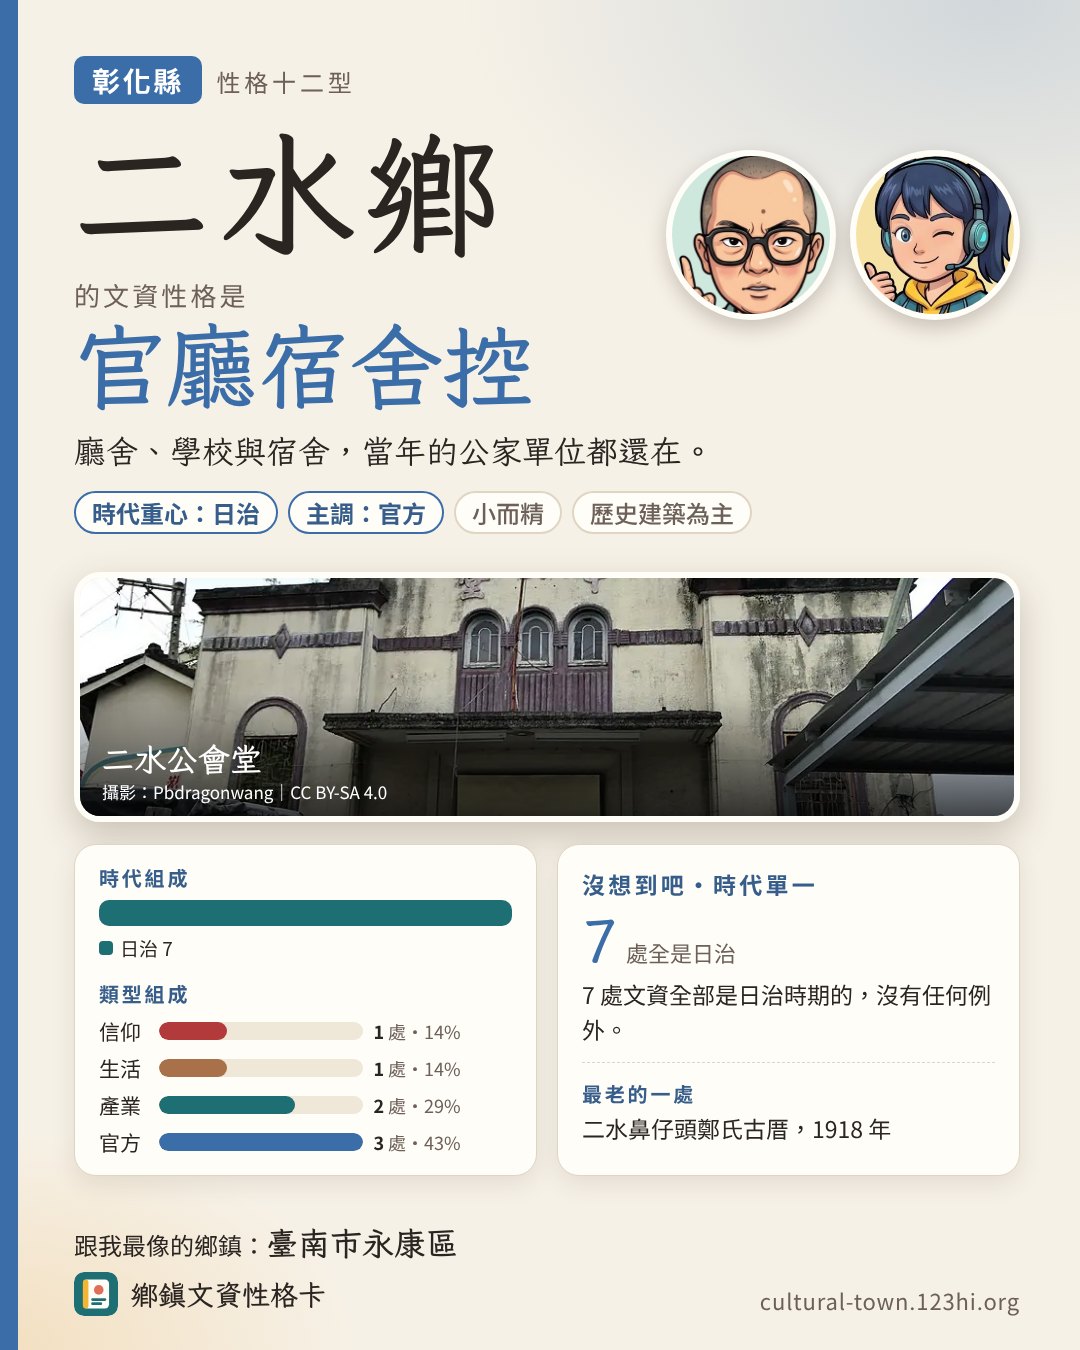 彰化縣 性格十二型
二水鄉
的文資性格是
官廳宿舍控
廳舍、學校與宿舍，當年的公家單位都還在。
時代重心：日治 主調：官方 小而精 歷史建築為主
二水公會堂
攝影：Pbdragonwang｜CC BY-SA 4.0
時代組成
日治 7
類型組成
信仰 1 處・14%
生活 1 處・14%
產業 2 處・29%
官方 3 處・43%
沒想到吧・時代單一
7 處全是日治
7 處文資全部是日治時期的，沒有任何例
外。
最老的一處
二水鼻仔頭鄭氏古厝，1918 年
跟我最像的鄉鎮：臺南市永康區
鄉鎮文資性格卡
cultural-town.123hi.org